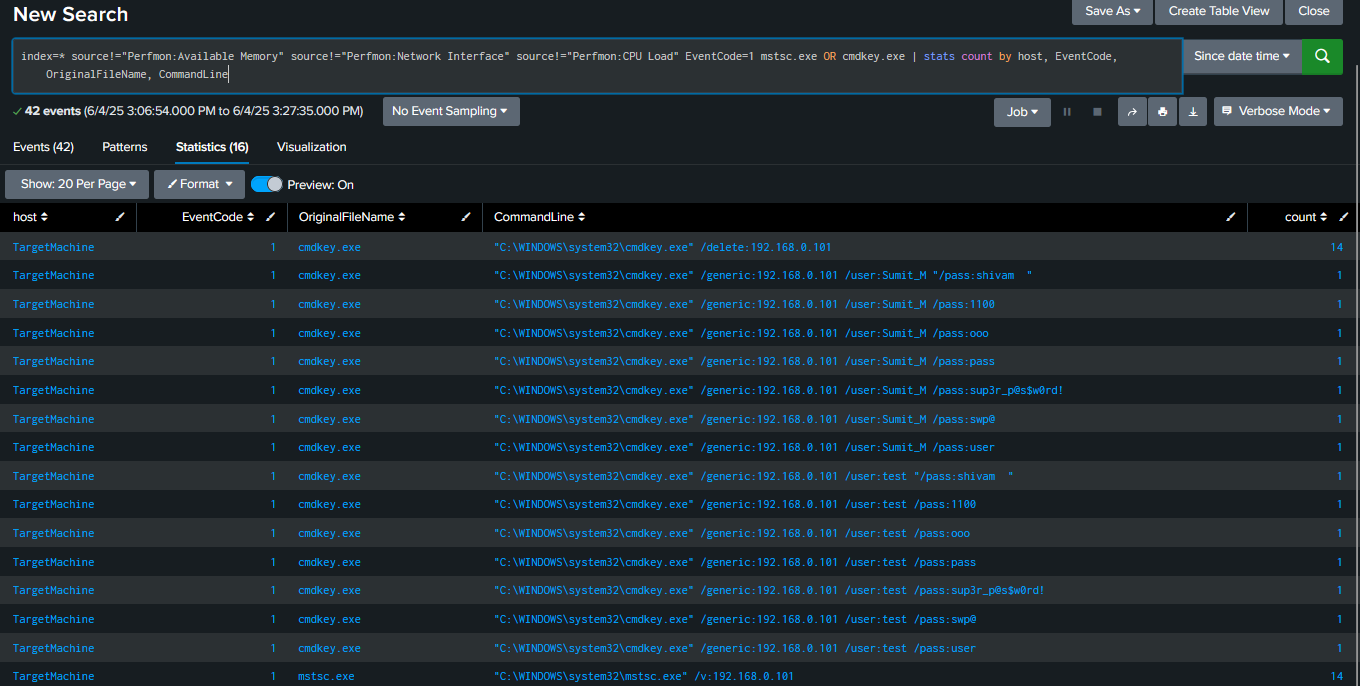 New Search
Save As ▾ Create Table View Close
index=* source!="Perfmon:Available Memory" source!="Perfmon:Network Interface" source!="Perfmon:CPU Load" EventCode=1 mstsc.exe OR cmdkey.exe | stats count by host, EventCode,
OriginalFileName, CommandLine
Since date time ▾
✓ 42 events (6/4/25 3:06:54.000 PM to 6/4/25 3:27:35.000 PM) No Event Sampling ▾ Job ▾ Verbose Mode ▾
Events (42) Patterns Statistics (16) Visualization
Show: 20 Per Page ▾ Format ▾ Preview: On
host EventCode OriginalFileName CommandLine count
TargetMachine 1 cmdkey.exe "C:\WINDOWS\system32\cmdkey.exe" /delete:192.168.0.101 14
TargetMachine 1 cmdkey.exe "C:\WINDOWS\system32\cmdkey.exe" /generic:192.168.0.101 /user:Sumit_M "/pass:shivam  " 1
TargetMachine 1 cmdkey.exe "C:\WINDOWS\system32\cmdkey.exe" /generic:192.168.0.101 /user:Sumit_M /pass:1100 1
TargetMachine 1 cmdkey.exe "C:\WINDOWS\system32\cmdkey.exe" /generic:192.168.0.101 /user:Sumit_M /pass:ooo 1
TargetMachine 1 cmdkey.exe "C:\WINDOWS\system32\cmdkey.exe" /generic:192.168.0.101 /user:Sumit_M /pass:pass 1
TargetMachine 1 cmdkey.exe "C:\WINDOWS\system32\cmdkey.exe" /generic:192.168.0.101 /user:Sumit_M /pass:sup3r_p@s$w0rd! 1
TargetMachine 1 cmdkey.exe "C:\WINDOWS\system32\cmdkey.exe" /generic:192.168.0.101 /user:Sumit_M /pass:swp@ 1
TargetMachine 1 cmdkey.exe "C:\WINDOWS\system32\cmdkey.exe" /generic:192.168.0.101 /user:Sumit_M /pass:user 1
TargetMachine 1 cmdkey.exe "C:\WINDOWS\system32\cmdkey.exe" /generic:192.168.0.101 /user:test "/pass:shivam  " 1
TargetMachine 1 cmdkey.exe "C:\WINDOWS\system32\cmdkey.exe" /generic:192.168.0.101 /user:test /pass:1100 1
TargetMachine 1 cmdkey.exe "C:\WINDOWS\system32\cmdkey.exe" /generic:192.168.0.101 /user:test /pass:ooo 1
TargetMachine 1 cmdkey.exe "C:\WINDOWS\system32\cmdkey.exe" /generic:192.168.0.101 /user:test /pass:pass 1
TargetMachine 1 cmdkey.exe "C:\WINDOWS\system32\cmdkey.exe" /generic:192.168.0.101 /user:test /pass:sup3r_p@s$w0rd! 1
TargetMachine 1 cmdkey.exe "C:\WINDOWS\system32\cmdkey.exe" /generic:192.168.0.101 /user:test /pass:swp@ 1
TargetMachine 1 cmdkey.exe "C:\WINDOWS\system32\cmdkey.exe" /generic:192.168.0.101 /user:test /pass:user 1
TargetMachine 1 mstsc.exe "C:\WINDOWS\system32\mstsc.exe" /v:192.168.0.101 14